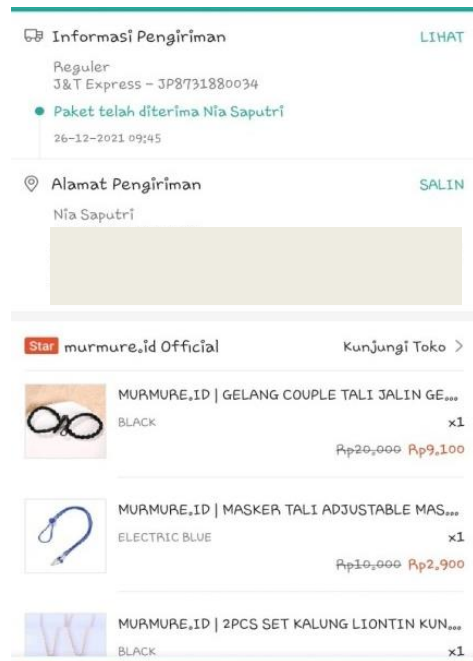 Informasi Pengiriman LIHAT
Reguler
J&T Express - JP8731880034
Paket telah diterima Nia Saputri
26-12-2021 09:45
Alamat Pengiriman SALIN
Nia Saputri
Star murmure.id Official Kunjungi Toko >
MURMURE.ID | GELANG COUPLE TALI JALIN GE...
BLACK x1
Rp20,000 Rp9,100
MURMURE.ID | MASKER TALI ADJUSTABLE MAS...
ELECTRIC BLUE x1
Rp10,000 Rp2,900
MURMURE.ID | 2PCS SET KALUNG LIONTIN KUN...
BLACK x1